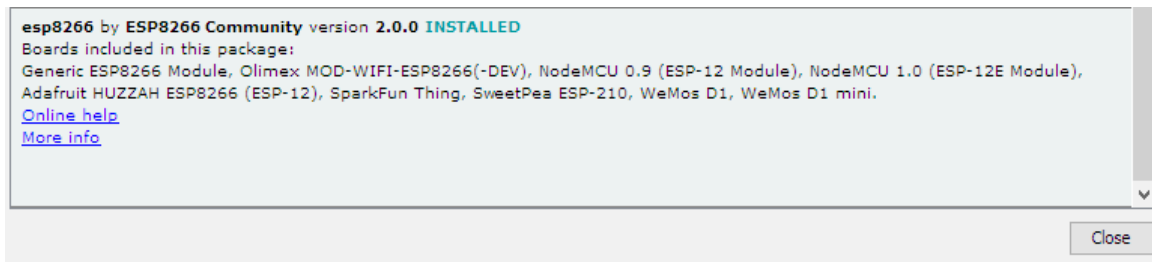 esp8266 by ESP8266 Community version 2.0.0 INSTALLED
Boards included in this package:
Generic ESP8266 Module, Olimex MOD-WIFI-ESP8266(-DEV), NodeMCU 0.9 (ESP-12 Module), NodeMCU 1.0 (ESP-12E Module),
Adafruit HUZZAH ESP8266 (ESP-12), SparkFun Thing, SweetPea ESP-210, WeMos D1, WeMos D1 mini.
Online help
More info
Close